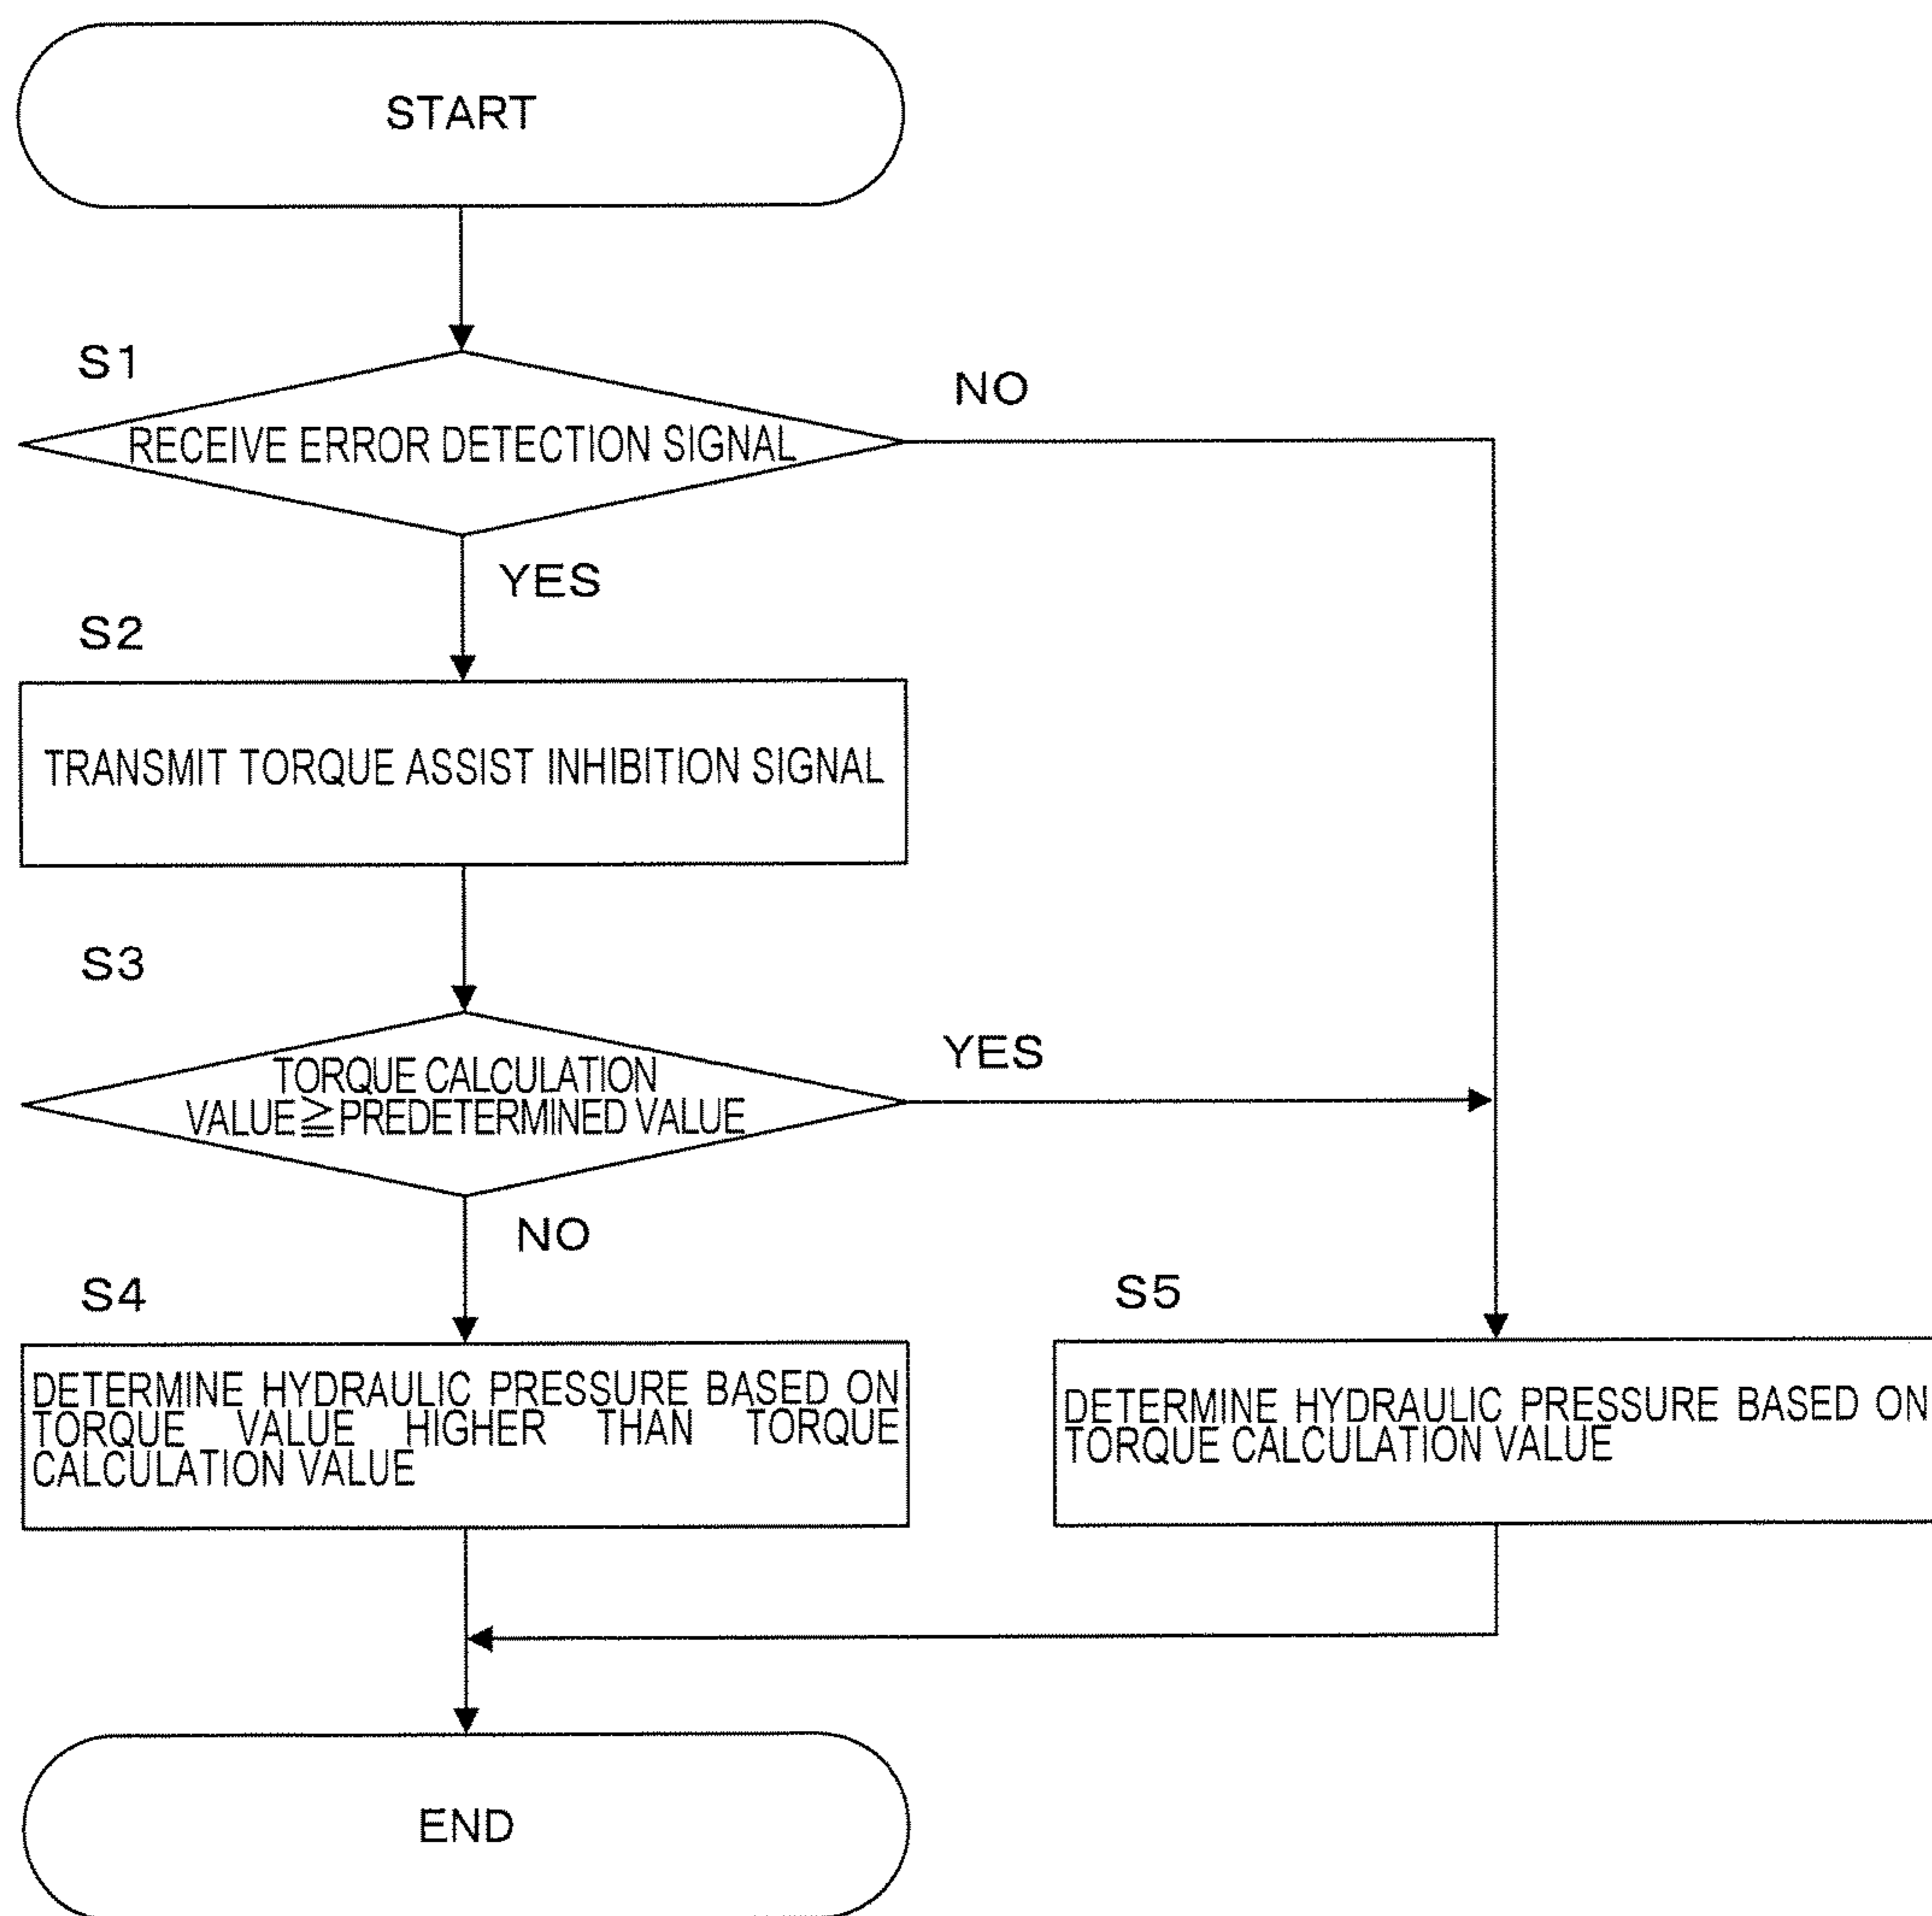 START
S1
NO
RECEIVE ERROR DETECTION SIGNAL
YES
S2
TRANSMIT TORQUE ASSIST INHIBITION SIGNAL
S3
YES
TORQUE CALCULATION
VALUE≧PREDETERMINED VALUE
NO
S4
DETERMINE HYDRAULIC PRESSURE BASED ON
TORQUE VALUE HIGHER THAN TORQUE
CALCULATION VALUE
S5
DETERMINE HYDRAULIC PRESSURE BASED ON
TORQUE CALCULATION VALUE
END